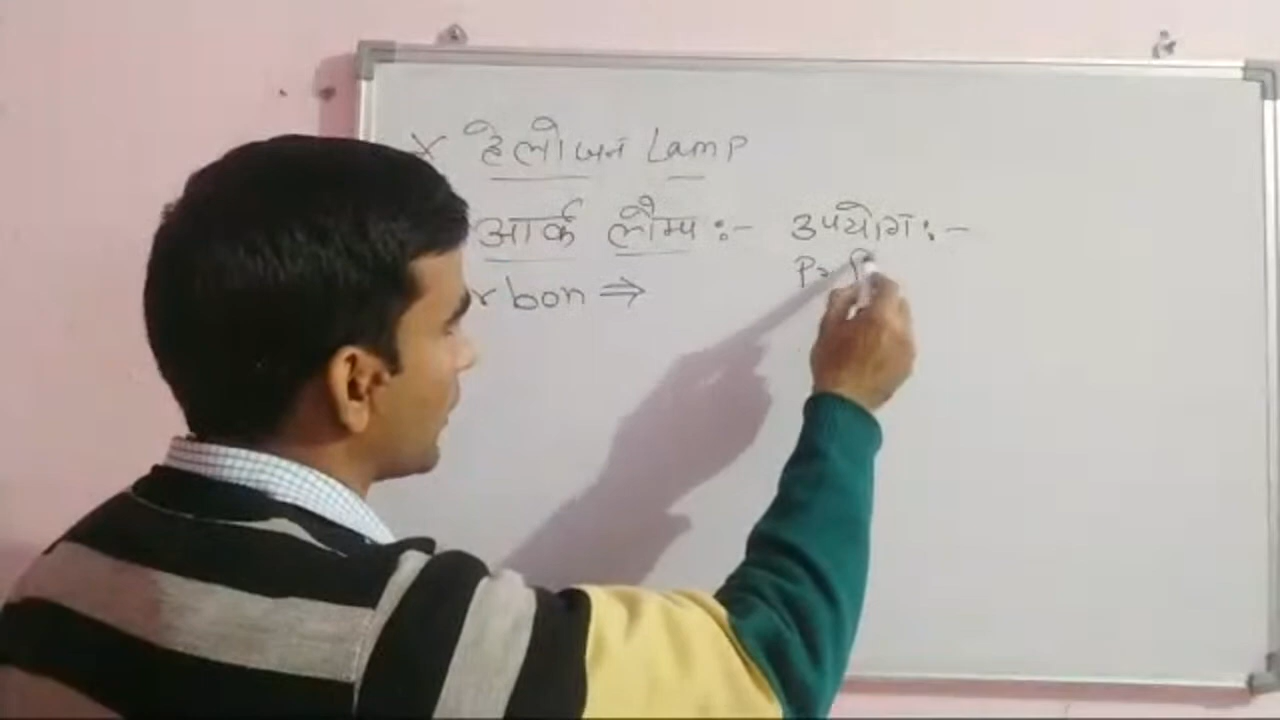 हेलोजन Lamp
आर्क लैम्प :- उपयोग :-
rbon ⇒